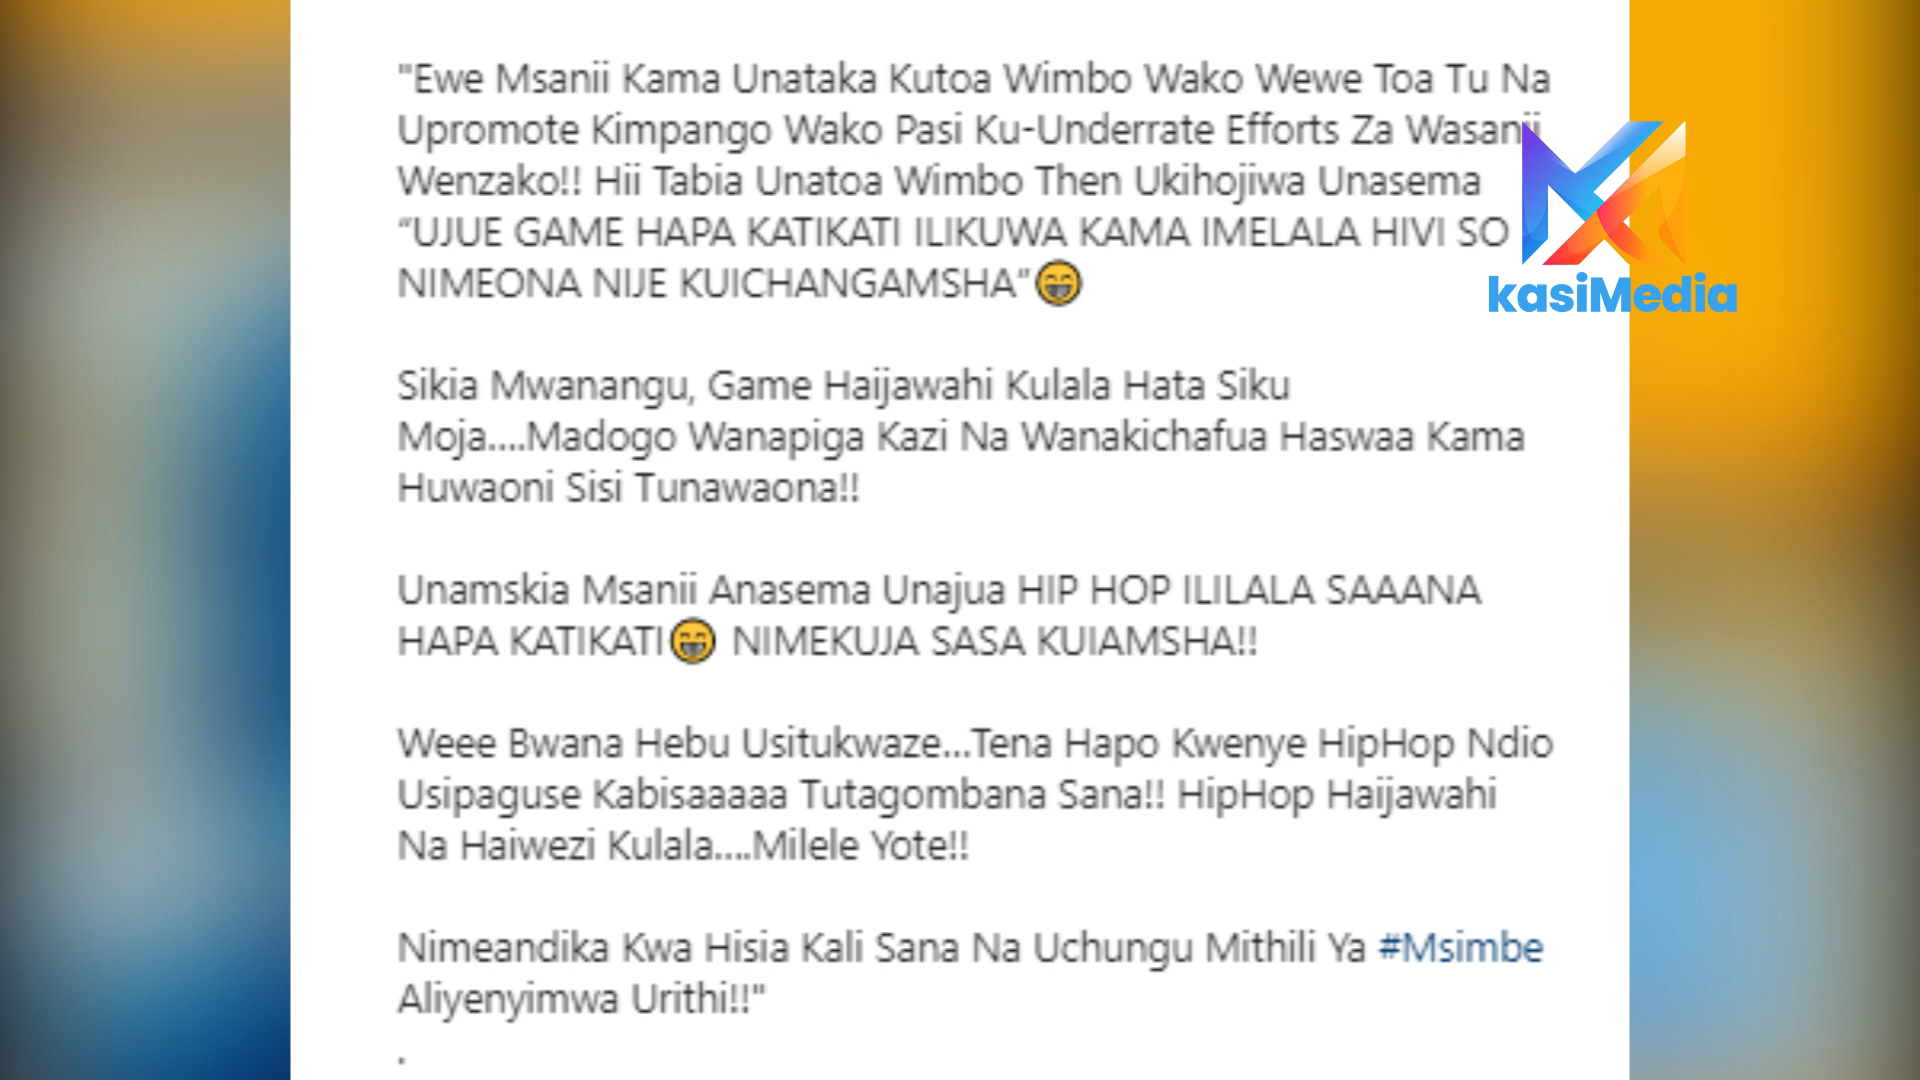 "Ewe Msanii Kama Unataka Kutoa Wimbo Wako Wewe Toa Tu Na
Upromote Kimpango Wako Pasi Ku-Underrate Efforts Za Wasanii
Wenzako!! Hii Tabia Unatoa Wimbo Then Ukihojiwa Unasema
“UJUE GAME HAPA KATIKATI ILIKUWA KAMA IMELALA HIVI SO
NIMEONA NIJE KUICHANGAMSHA”😁
kasiMedia
Sikia Mwanangu, Game Haijawahi Kulala Hata Siku
Moja....Madogo Wanapiga Kazi Na Wanakichafua Haswaa Kama
Huwaoni Sisi Tunawaona!!
Unamskia Msanii Anasema Unajua HIP HOP ILILALA SAAANA
HAPA KATIKATI😁 NIMEKUJA SASA KUIAMSHA!!
Weee Bwana Hebu Usitukwaze...Tena Hapo Kwenye HipHop Ndio
Usipaguse Kabisaaaaa Tutagombana Sana!! HipHop Haijawahi
Na Haiwezi Kulala....Milele Yote!!
Nimeandika Kwa Hisia Kali Sana Na Uchungu Mithili Ya #Msimbe
Aliyenyimwa Urithi!!"
.